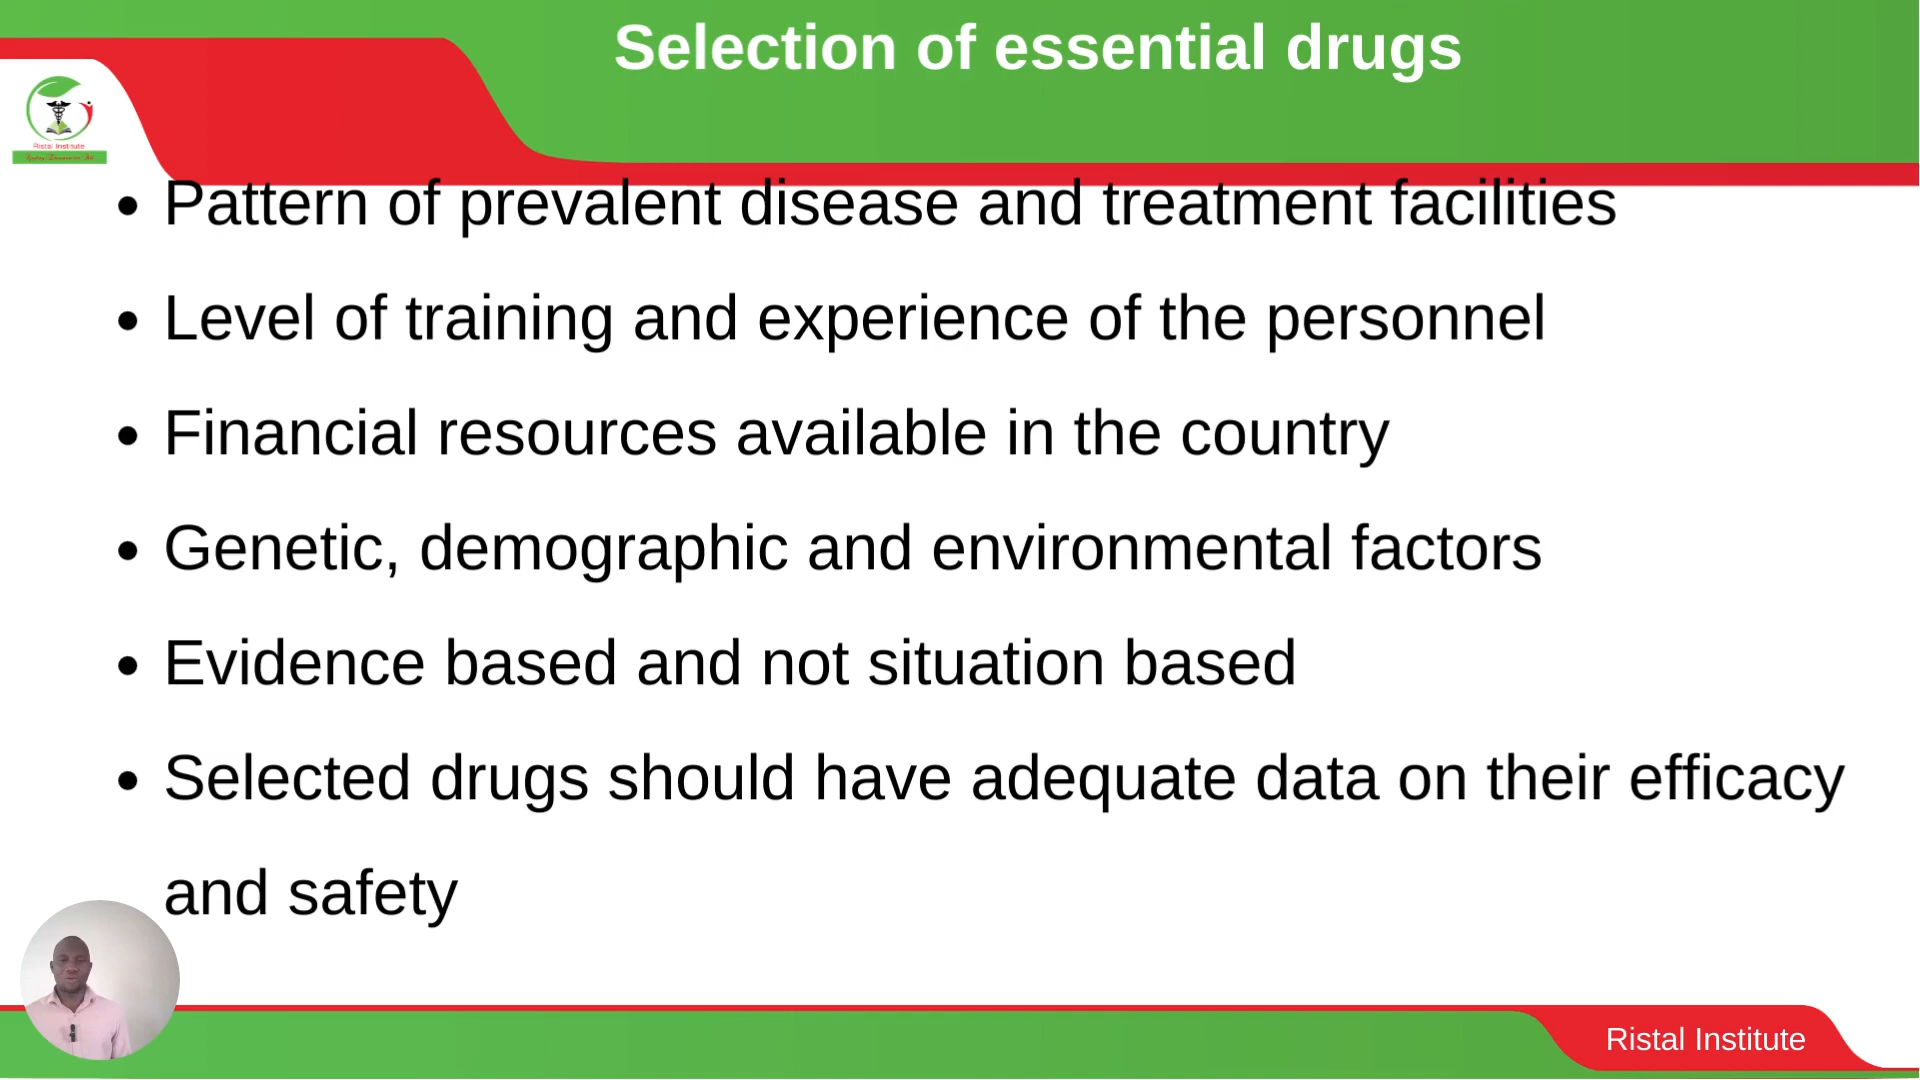 Selection of essential drugs
Ristal Institute
• Pattern of prevalent disease and treatment facilities
• Level of training and experience of the personnel
• Financial resources available in the country
• Genetic, demographic and environmental factors
• Evidence based and not situation based
• Selected drugs should have adequate data on their efficacy
and safety
Ristal Institute